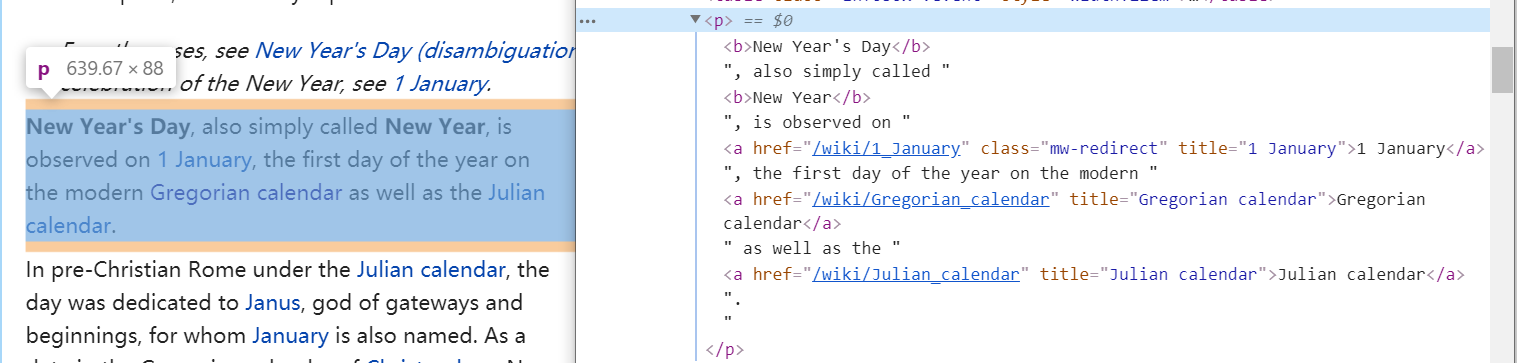 ses, see New Year's Day (disambiguation
p 639.67 × 88
of the New Year, see 1 January.
New Year's Day, also simply called New Year, is
observed on 1 January, the first day of the year on
the modern Gregorian calendar as well as the Julian
calendar.
In pre-Christian Rome under the Julian calendar, the
day was dedicated to Janus, god of gateways and
beginnings, for whom January is also named. As a
... ▼<p> == $0
<b>New Year's Day</b>
", also simply called "
<b>New Year</b>
", is observed on "
<a href="/wiki/1_January" class="mw-redirect" title="1 January">1 January</a>
", the first day of the year on the modern "
<a href="/wiki/Gregorian_calendar" title="Gregorian calendar">Gregorian
calendar</a>
" as well as the "
<a href="/wiki/Julian_calendar" title="Julian calendar">Julian calendar</a>
".
"
</p>